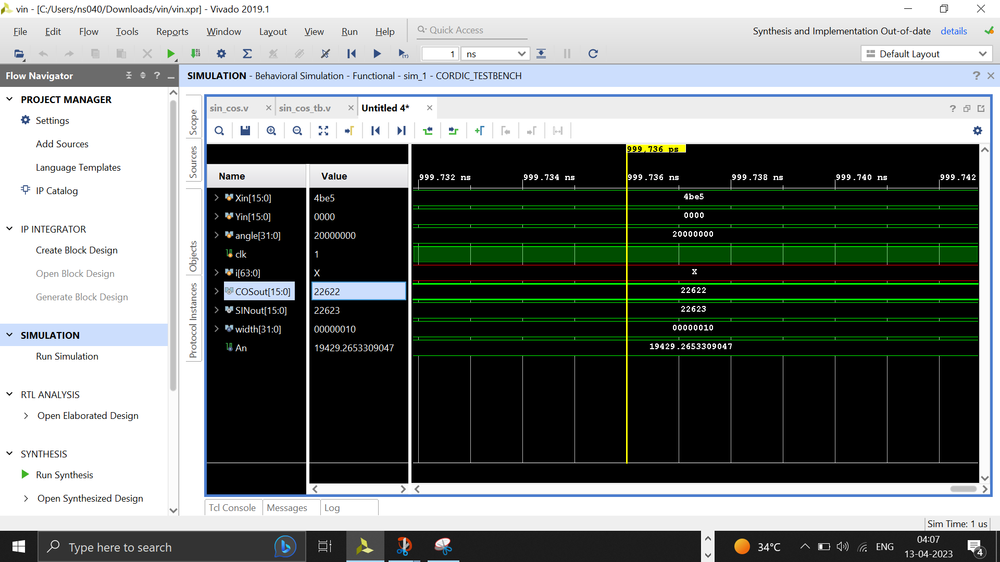 vin - [C:/Users/ns040/Downloads/vin/vin.xpr] - Vivado 2019.1
File Edit Flow Tools Reports Window Layout View Run Help Quick Access
Synthesis and Implementation Out-of-date details
1 ns Default Layout
Flow Navigator
SIMULATION - Behavioral Simulation - Functional - sim_1 - CORDIC_TESTBENCH
PROJECT MANAGER
Settings
Add Sources
Language Templates
IP Catalog
IP INTEGRATOR
Create Block Design
Open Block Design
Generate Block Design
SIMULATION
Run Simulation
RTL ANALYSIS
Open Elaborated Design
SYNTHESIS
Run Synthesis
Open Synthesized Design
Scope
Sources
Objects
Protocol Instances
sin_cos.v sin_cos_tb.v Untitled 4*
999,736 ps
Name Value 999.732 ns 999.734 ns 999.736 ns 999.738 ns 999.740 ns 999.742
Xin[15:0] 4be5 4be5
Yin[15:0] 0000 0000
angle[31:0] 20000000 20000000
clk 1
i[63:0] X X
COSout[15:0] 22622 22622
SINout[15:0] 22623 22623
width[31:0] 00000010 00000010
An 19429.2653309047 19429.2653309047
Tcl Console Messages Log
Sim Time: 1 us
Type here to search
34°C ENG 04:07
13-04-2023
4